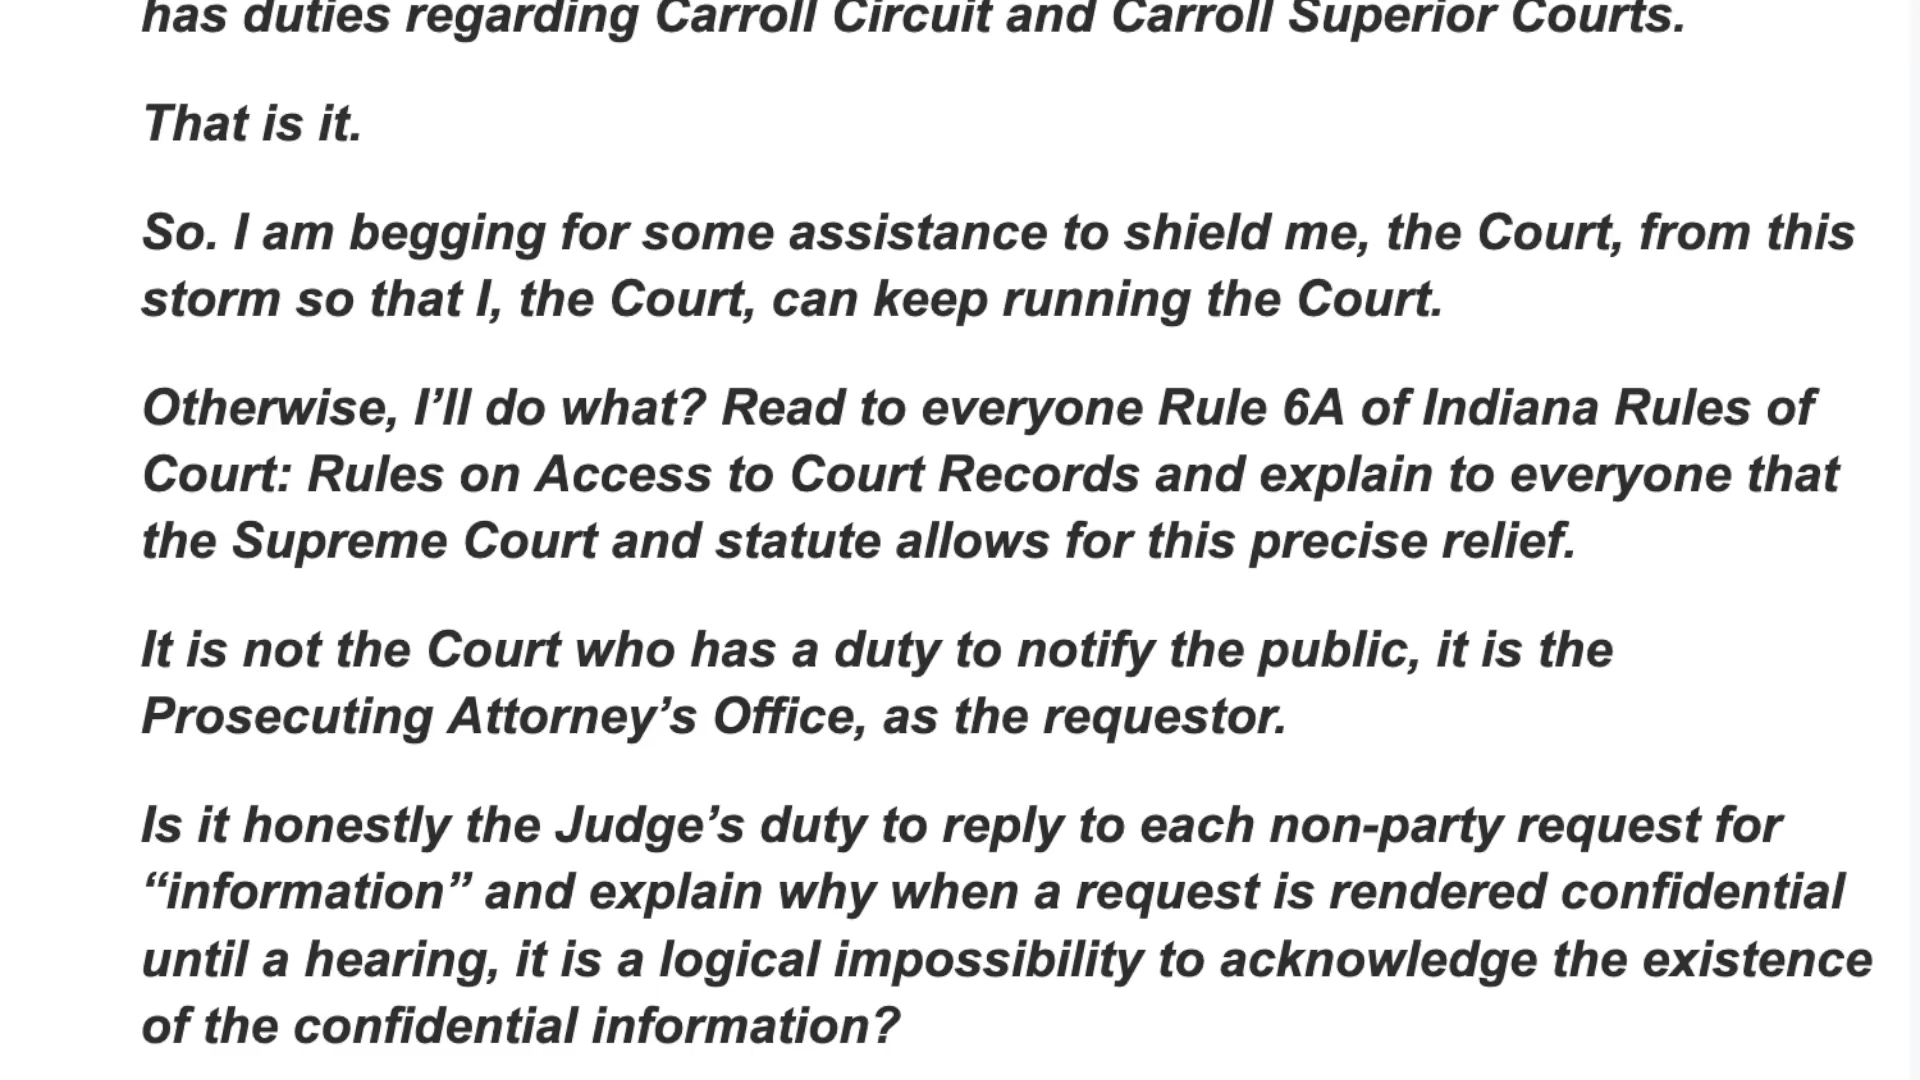 has duties regarding Carroll Circuit and Carroll Superior Courts.
That is it.
So. I am begging for some assistance to shield me, the Court, from this
storm so that I, the Court, can keep running the Court.
Otherwise, I’ll do what? Read to everyone Rule 6A of Indiana Rules of
Court: Rules on Access to Court Records and explain to everyone that
the Supreme Court and statute allows for this precise relief.
It is not the Court who has a duty to notify the public, it is the
Prosecuting Attorney’s Office, as the requestor.
Is it honestly the Judge’s duty to reply to each non-party request for
“information” and explain why when a request is rendered confidential
until a hearing, it is a logical impossibility to acknowledge the existence
of the confidential information?